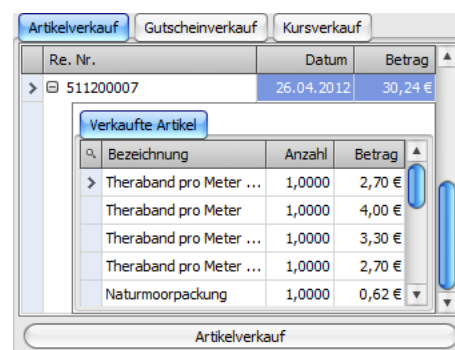 Artikelverkauf Gutscheinverkauf Kursverkauf
Re. Nr. Datum Betrag
511200007 26.04.2012 30,24 €
Verkaufte Artikel
Bezeichnung Anzahl Betrag
Theraband pro Meter ... 1,0000 2,70 €
Theraband pro Meter 1,0000 4,00 €
Theraband pro Meter ... 1,0000 3,30 €
Theraband pro Meter ... 1,0000 2,70 €
Naturmoorpackung 1,0000 0,62 €
Artikelverkauf